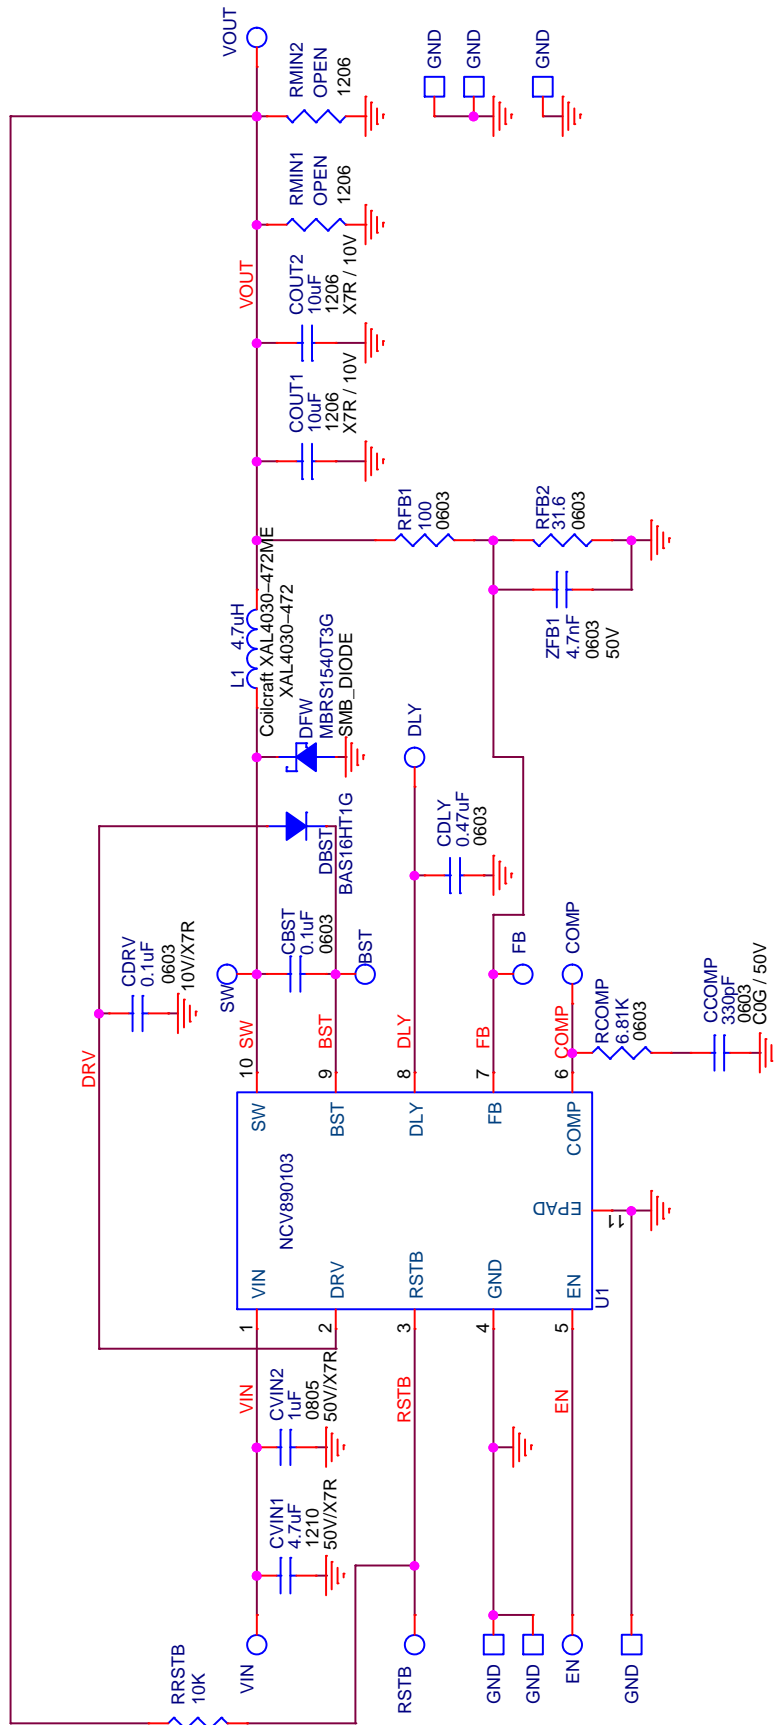 RRSTB
10K
VIN
CVIN1
4.7uF
1210
50V/X7R
VIN
CVIN2
1uF
0805
50V/X7R
RSTB
RSTB
GND
GND
EN
EN
GND
DRV
CDRV
0.1uF
0603
10V/X7R
1
2
3
4
5
VIN
DRV
RSTB
GND
EN
U1
NCV890103
EPAD
11
SW
BST
DLY
FB
COMP
10
9
8
7
6
SW
BST
DLY
FB
COMP
SW
CBST
0.1uF
0603
BST
DBST
BAS16HT1G
DFW
MBRS1540T3G
SMB_DIODE
L1 4.7uH
Coilcraft XAL4030-472ME
XAL4030-472
DLY
CDLY
0.47uF
0603
FB
COMP
RCOMP
6.81K
0603
CCOMP
330pF
0603
C0G / 50V
RFB1
100
0603
RFB2
31.6
0603
ZFB1
4.7nF
0603
50V
COUT1
10uF
1206
X7R / 10V
COUT2
10uF
1206
X7R / 10V
VOUT
RMIN1
OPEN
1206
RMIN2
OPEN
1206
VOUT
GND
GND
GND